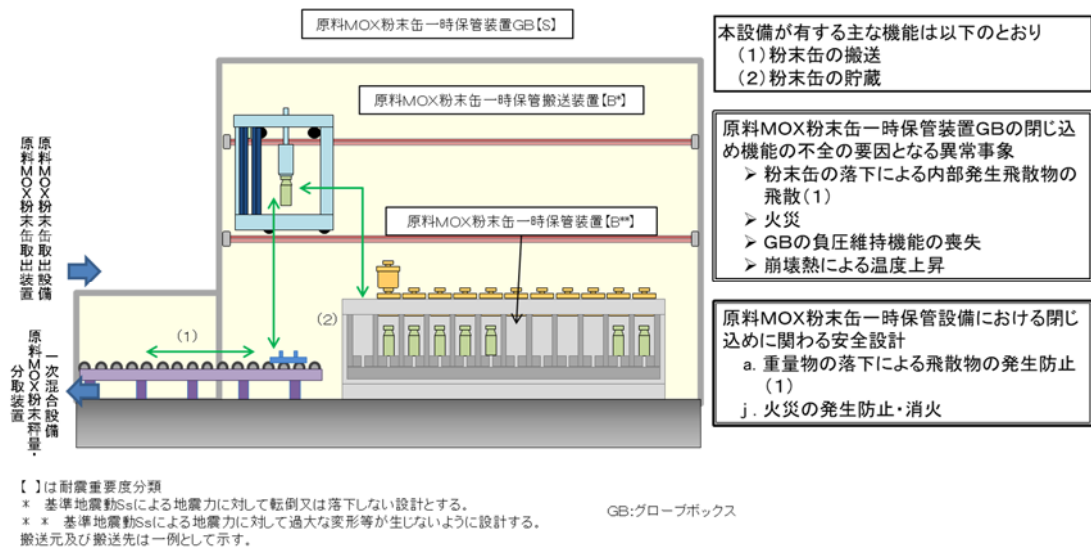 原料MOX粉末缶一時保管装置GB【S】
原料MOX粉末缶一時保管搬送装置【B*】
原料MOX粉末缶一時保管装置【B**】
原料MOX粉末缶取出設備
原料MOX粉末缶取出装置
(1)
(2)
一次混合設備
原料MOX粉末秤量・
分取装置
本設備が有する主な機能は以下のとおり
(1)粉末缶の搬送
(2)粉末缶の貯蔵
原料MOX粉末缶一時保管装置GBの閉じ込
め機能の不全の要因となる異常事象
➢ 粉末缶の落下による内部発生飛散物の
飛散(1)
➢ 火災
➢ GBの負圧維持機能の喪失
➢ 崩壊熱による温度上昇
原料MOX粉末缶一時保管設備における閉じ
込めに関わる安全設計
a. 重量物の落下による飛散物の発生防止
(1)
j. 火災の発生防止・消火
【 】は耐震重要度分類
* 基準地震動Ssによる地震力に対して転倒又は落下しない設計とする。
* * 基準地震動Ssによる地震力に対して過大な変形等が生じないように設計する。
搬送元及び搬送先は一例として示す。
GB:グローブボックス